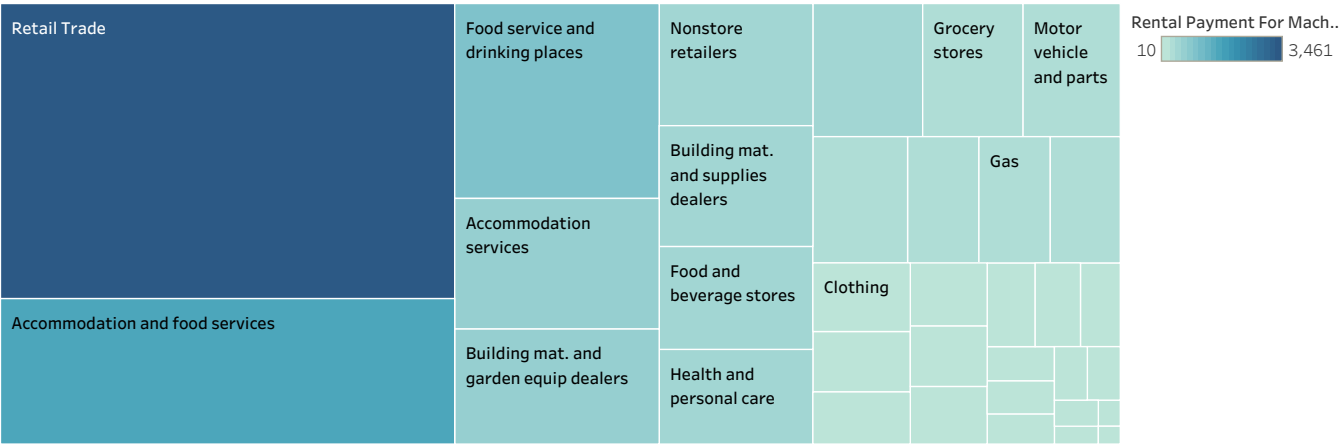 Retail Trade
Accommodation and food services
Food service and
drinking places
Accommodation
services
Building mat. and
garden equip dealers
Nonstore
retailers
Building mat.
and supplies
dealers
Food and
beverage stores
Health and
personal care
Grocery
stores
Motor
vehicle
and parts
Gas
Clothing
Rental Payment For Mach..
10 3,461